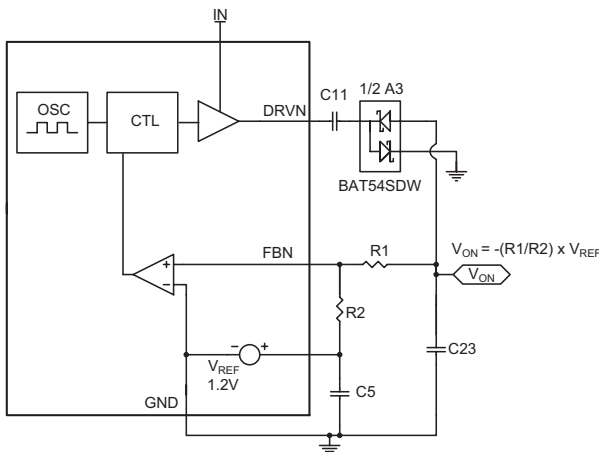 IN
C11
1/2 A3
OSC
CTL
DRVN
BAT54SDW
FBN
R1
V_ON = -(R1/R2) x V_REF
+
V_ON
−
R2
− +
C23
V_REF
1.2V
C5
GND